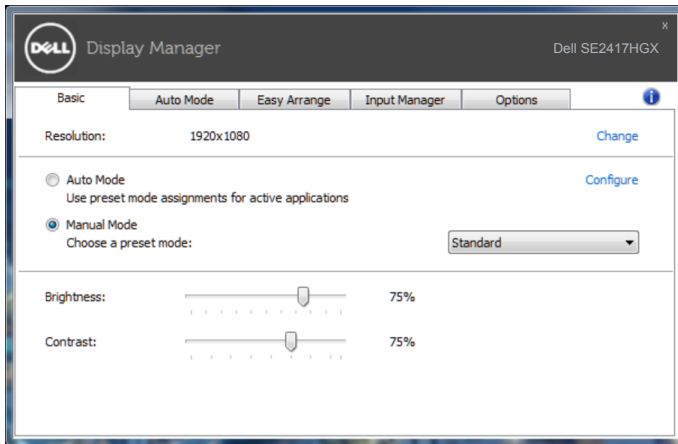 x
DELL Display Manager Dell SE2417HGX
Basic Auto Mode Easy Arrange Input Manager Options i
Resolution: 1920x1080 Change
Auto Mode Configure
Use preset mode assignments for active applications
Manual Mode
Choose a preset mode: Standard
Brightness: 75%
Contrast: 75%